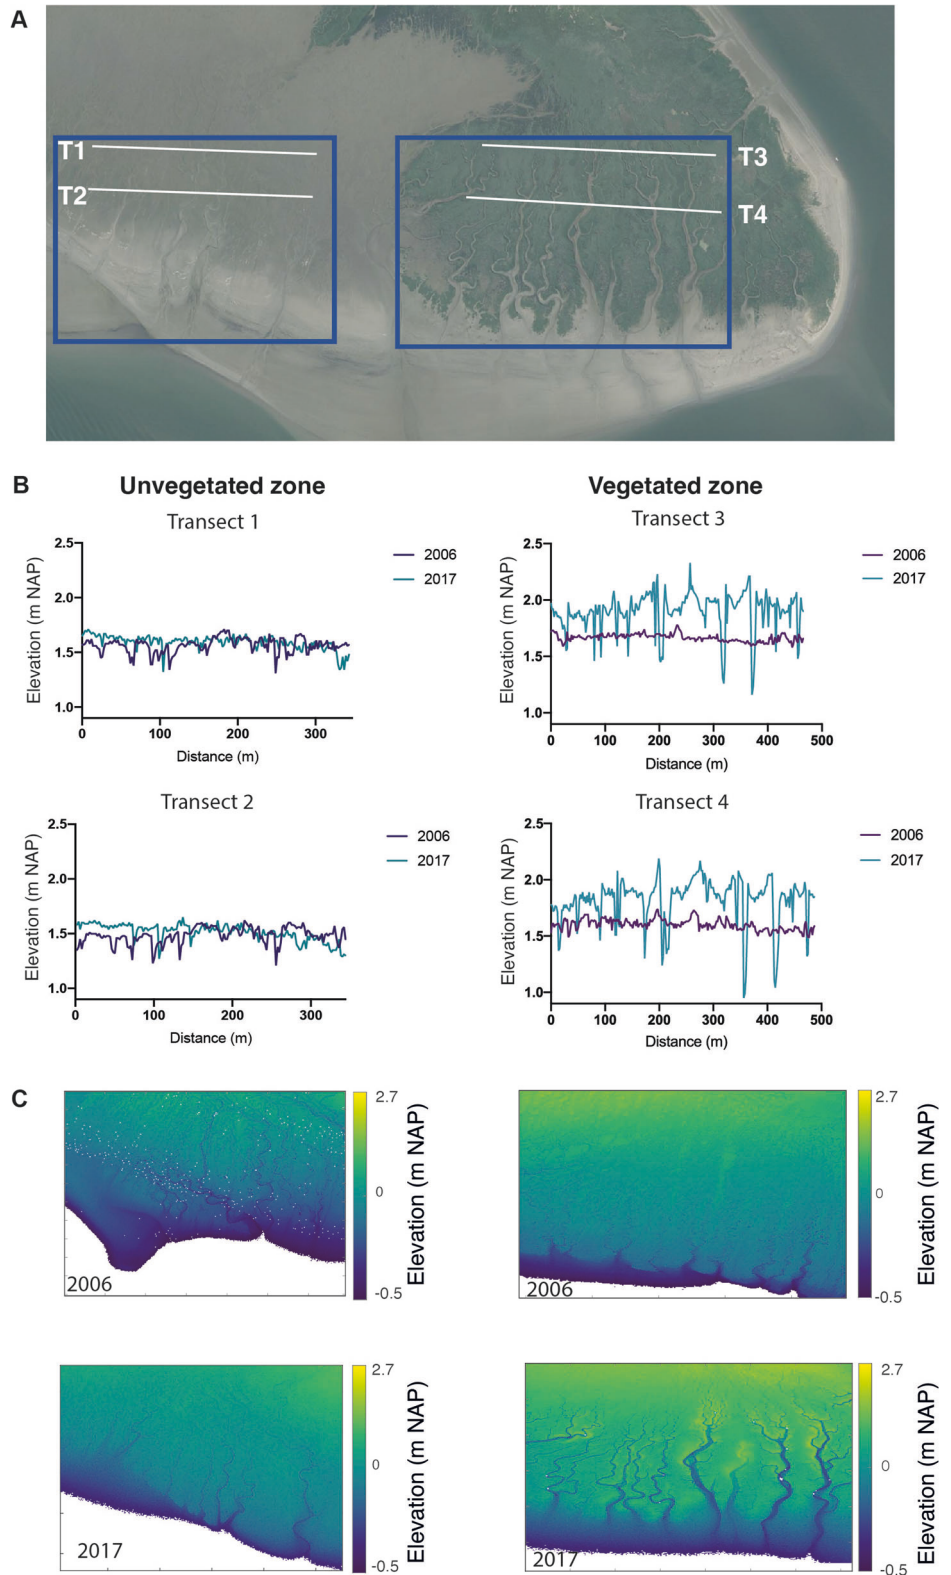 A
T1
T2
T3
T4
B
Unvegetated zone
Vegetated zone
Transect 1
Elevation (m NAP)
2.5
2.0
1.5
1.0
0
100
200
300
Distance (m)
2006
2017
Transect 3
Elevation (m NAP)
2.5
2.0
1.5
1.0
0
100
200
300
400
500
Distance (m)
2006
2017
Transect 2
Elevation (m NAP)
2.5
2.0
1.5
1.0
0
100
200
300
Distance (m)
2006
2017
Transect 4
Elevation (m NAP)
2.5
2.0
1.5
1.0
0
100
200
300
400
500
Distance (m)
2006
2017
C
2006
2.7
0
-0.5
Elevation (m NAP)
2006
2.7
0
-0.5
Elevation (m NAP)
2017
2.7
0
-0.5
Elevation (m NAP)
2017
2.7
0
-0.5
Elevation (m NAP)